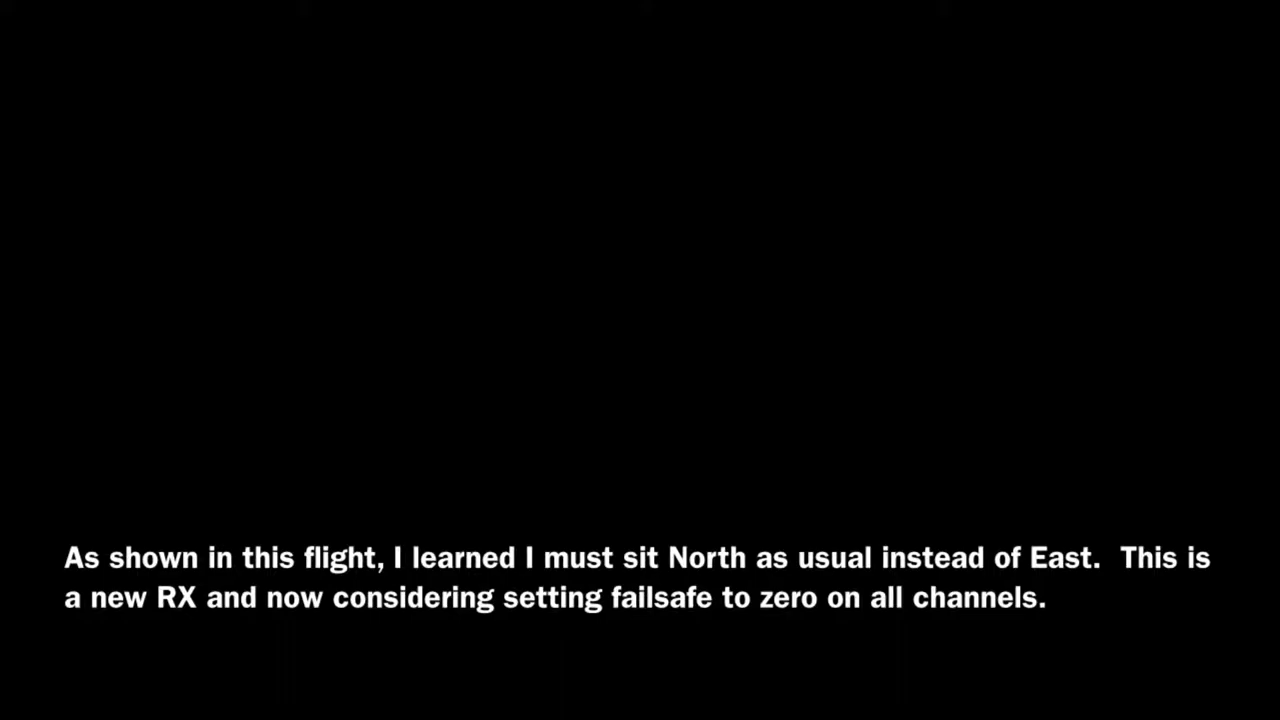 As shown in this flight, I learned I must sit North as usual instead of East.  This is
a new RX and now considering setting failsafe to zero on all channels.